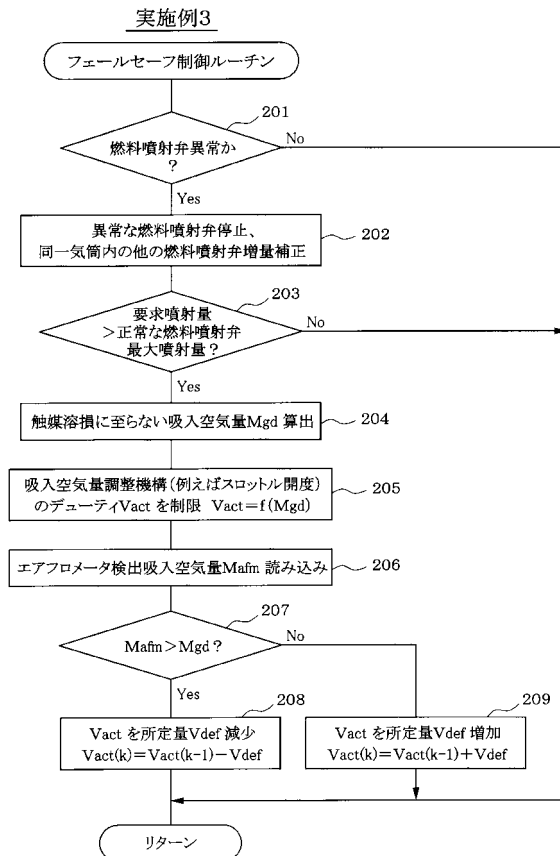 実施例3
フェールセーフ制御ルーチン
201
燃料噴射弁異常か
?
No
Yes
異常な燃料噴射弁停止、
同一気筒内の他の燃料噴射弁増量補正
202
203
要求噴射量
>正常な燃料噴射弁
最大噴射量?
No
Yes
触媒溶損に至らない吸入空気量Mgd 算出
204
吸入空気量調整機構(例えばスロットル開度)
のデューティVact を制限 Vact=f(Mgd)
205
エアフロメータ検出吸入空気量Mafm 読み込み
206
207
Mafm>Mgd?
No
Yes
208
Vact を所定量Vdef 減少
Vact(k)=Vact(k-1)-Vdef
209
Vact を所定量Vdef 増加
Vact(k)=Vact(k-1)+Vdef
リターン